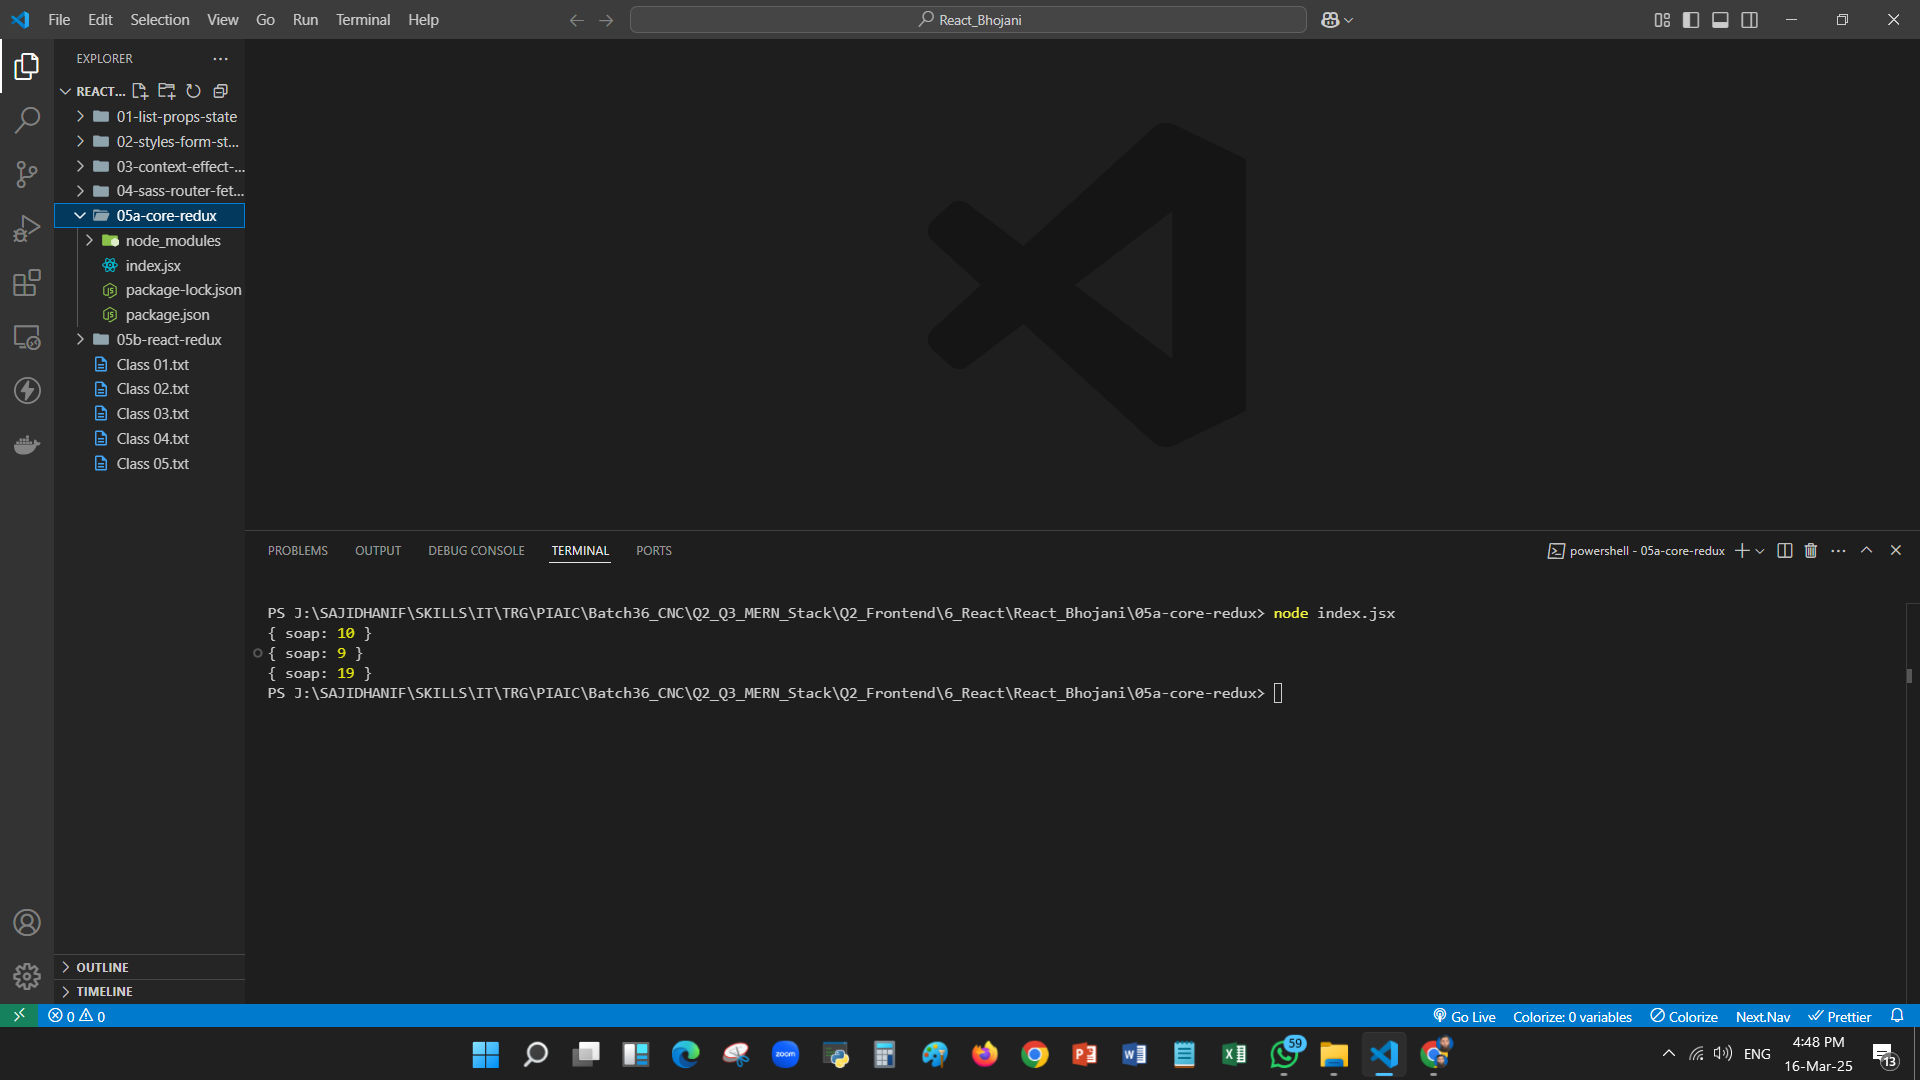 File Edit Selection View Go Run Terminal Help
React_Bhojani
EXPLORER
REACT...
01-list-props-state
02-styles-form-st...
03-context-effect-...
04-sass-router-fet...
05a-core-redux
node_modules
index.jsx
package-lock.json
package.json
05b-react-redux
Class 01.txt
Class 02.txt
Class 03.txt
Class 04.txt
Class 05.txt
OUTLINE
TIMELINE
PROBLEMS OUTPUT DEBUG CONSOLE TERMINAL PORTS
powershell - 05a-core-redux
PS J:\SAJIDHANIF\SKILLS\IT\TRG\PIAIC\Batch36_CNC\Q2_Q3_MERN_Stack\Q2_Frontend\6_React\React_Bhojani\05a-core-redux> node index.jsx
{ soap: 10 }
{ soap: 9 }
{ soap: 19 }
PS J:\SAJIDHANIF\SKILLS\IT\TRG\PIAIC\Batch36_CNC\Q2_Q3_MERN_Stack\Q2_Frontend\6_React\React_Bhojani\05a-core-redux>
0 0
Go Live Colorize: 0 variables Colorize Next.Nav Prettier
zoom
59
ENG
4:48 PM
16-Mar-25
13